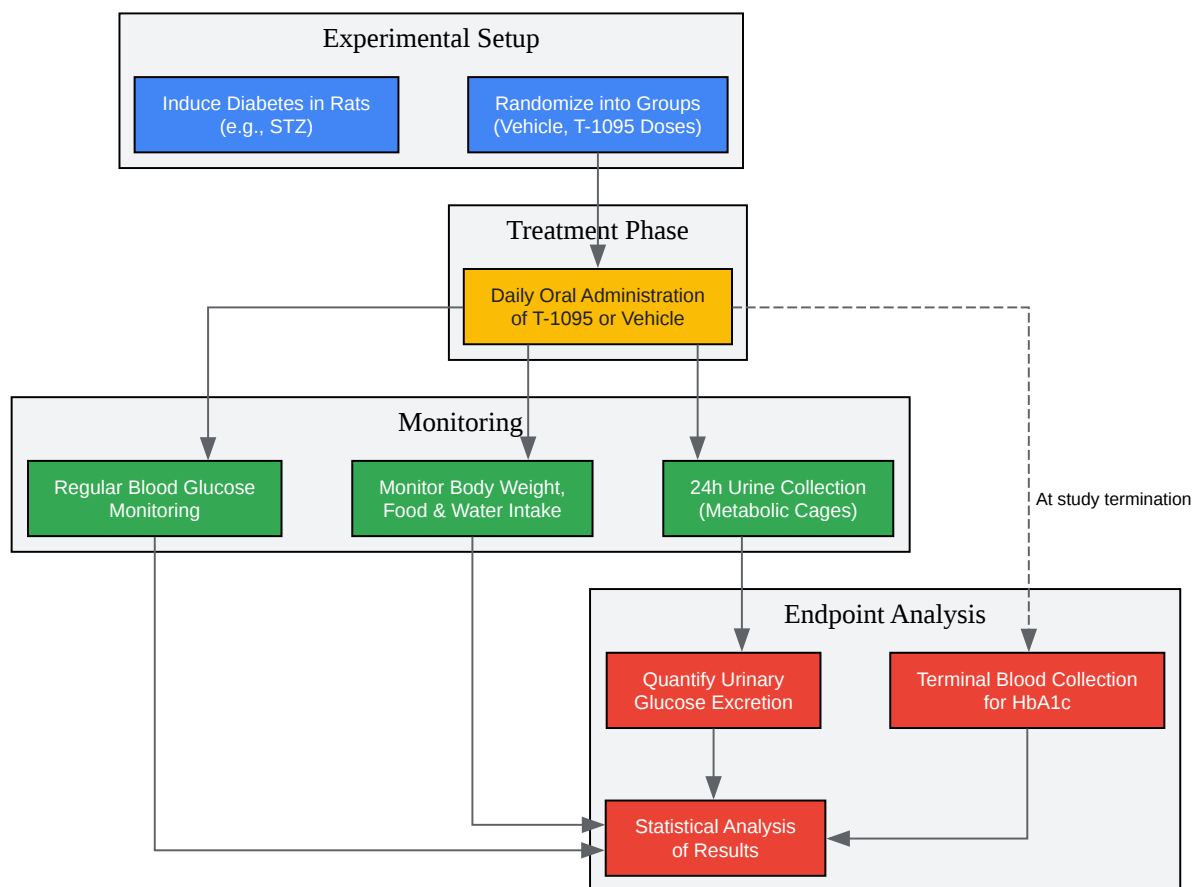 Experimental Setup
Induce Diabetes in Rats
(e.g., STZ)
Randomize into Groups
(Vehicle, T-1095 Doses)
Treatment Phase
Daily Oral Administration
of T-1095 or Vehicle
Monitoring
Regular Blood Glucose
Monitoring
Monitor Body Weight,
Food & Water Intake
24h Urine Collection
(Metabolic Cages)
At study termination
Endpoint Analysis
Quantify Urinary
Glucose Excretion
Terminal Blood Collection
for HbA1c
Statistical Analysis
of Results